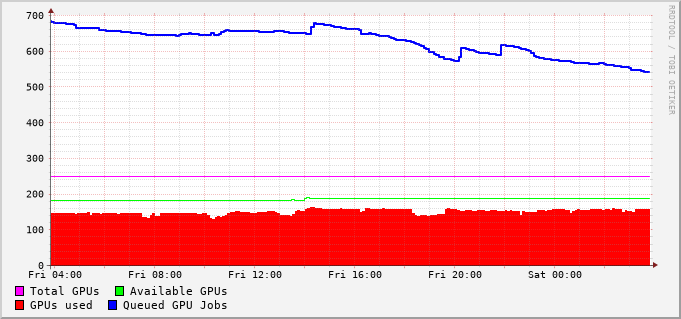 700
600
500
400
300
200
100
0
Fri 04:00 Fri 08:00 Fri 12:00 Fri 16:00 Fri 20:00 Sat 00:00
Total GPUs Available GPUs
GPUs used Queued GPU Jobs
RRDTOOL / TOBI OETIKER